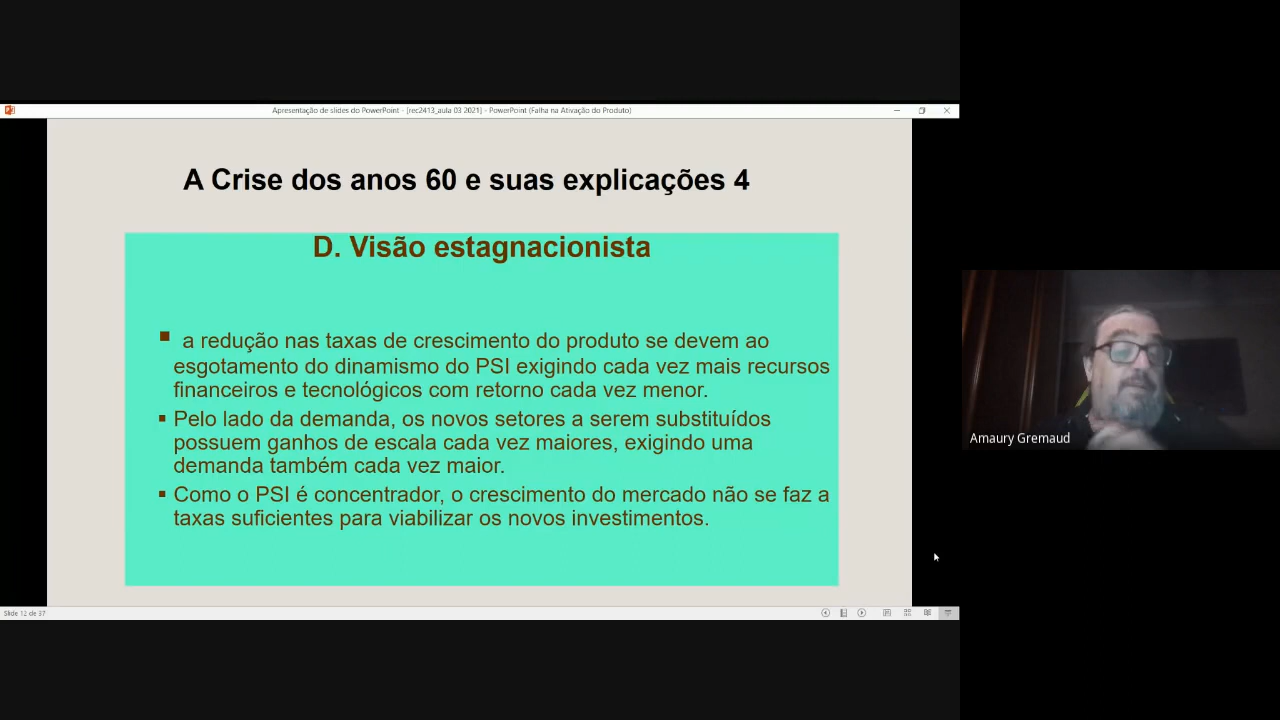 Apresentação de slides do PowerPoint - [rec2413_aula 03 2021] - PowerPoint (Falha na Ativação do Produto)
A Crise dos anos 60 e suas explicações 4
D. Visão estagnacionista
a redução nas taxas de crescimento do produto se devem ao
esgotamento do dinamismo do PSI exigindo cada vez mais recursos
financeiros e tecnológicos com retorno cada vez menor.
Pelo lado da demanda, os novos setores a serem substituídos
possuem ganhos de escala cada vez maiores, exigindo uma
demanda também cada vez maior.
Como o PSI é concentrador, o crescimento do mercado não se faz a
taxas suficientes para viabilizar os novos investimentos.
Slide 12 de 37
Amaury Gremaud